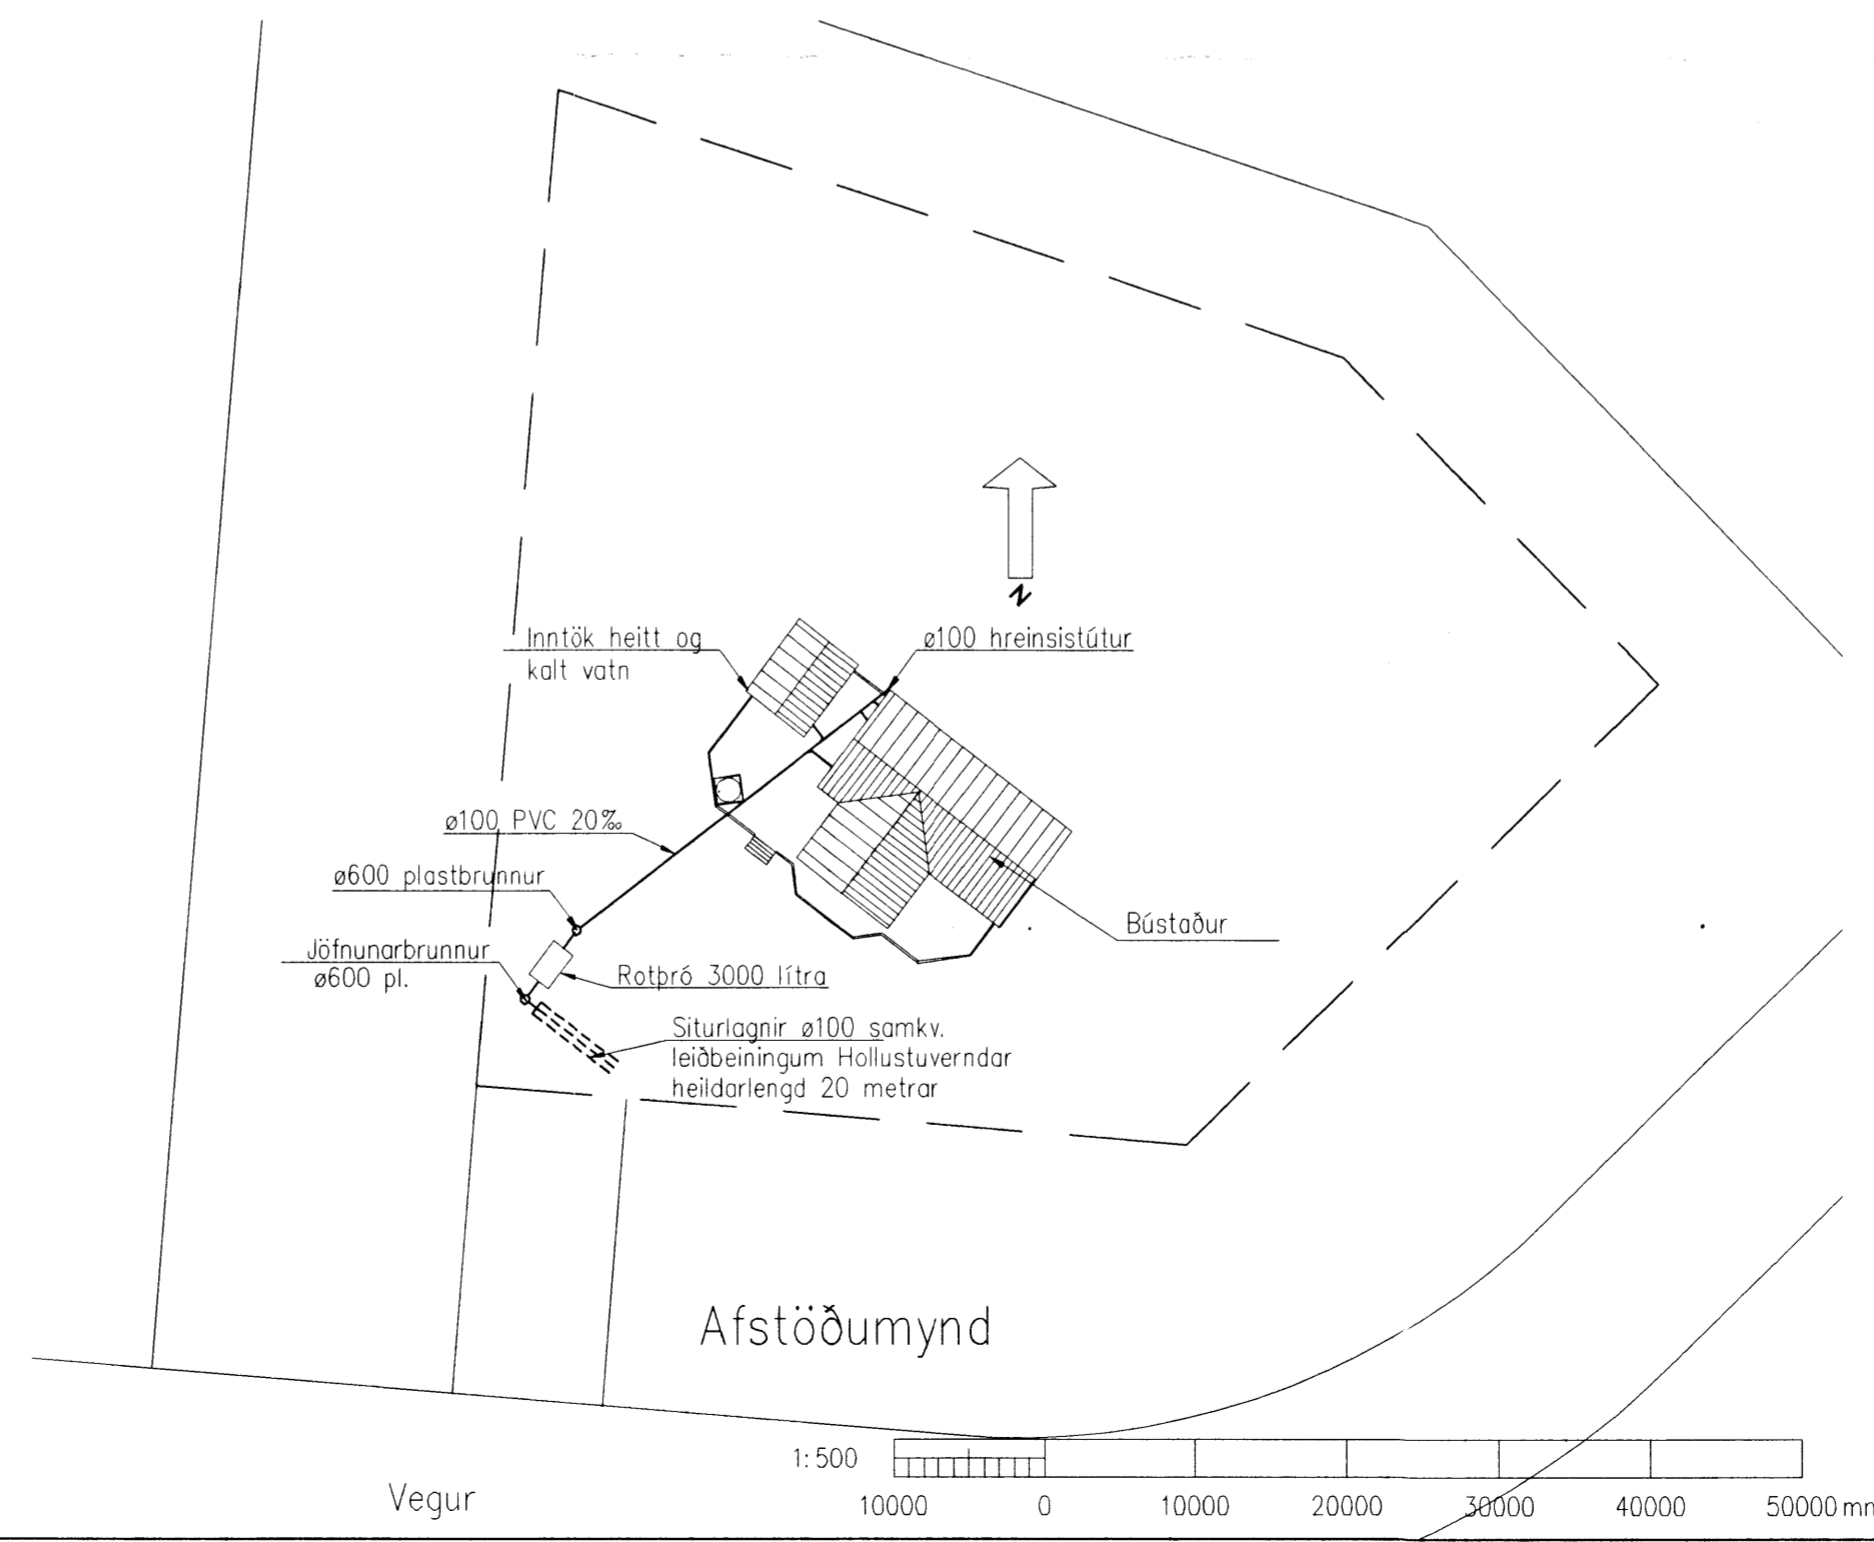 N
Inntök heitt og
kalt vatn
ø100 hreinsistútur
ø100 PVC 20‰
ø600 plastbrunnur
Bústaður
Jöfnunarbrunnur
ø600 pl.
Rotþró 3000 lítra
Siturlagnir ø100 samkv.
leiðbeiningum Hollustuverndar
heildarlengd 20 metrar
Afstöðumynd
1:500
10000 0 10000 20000 30000 40000 50000 mm
Vegur